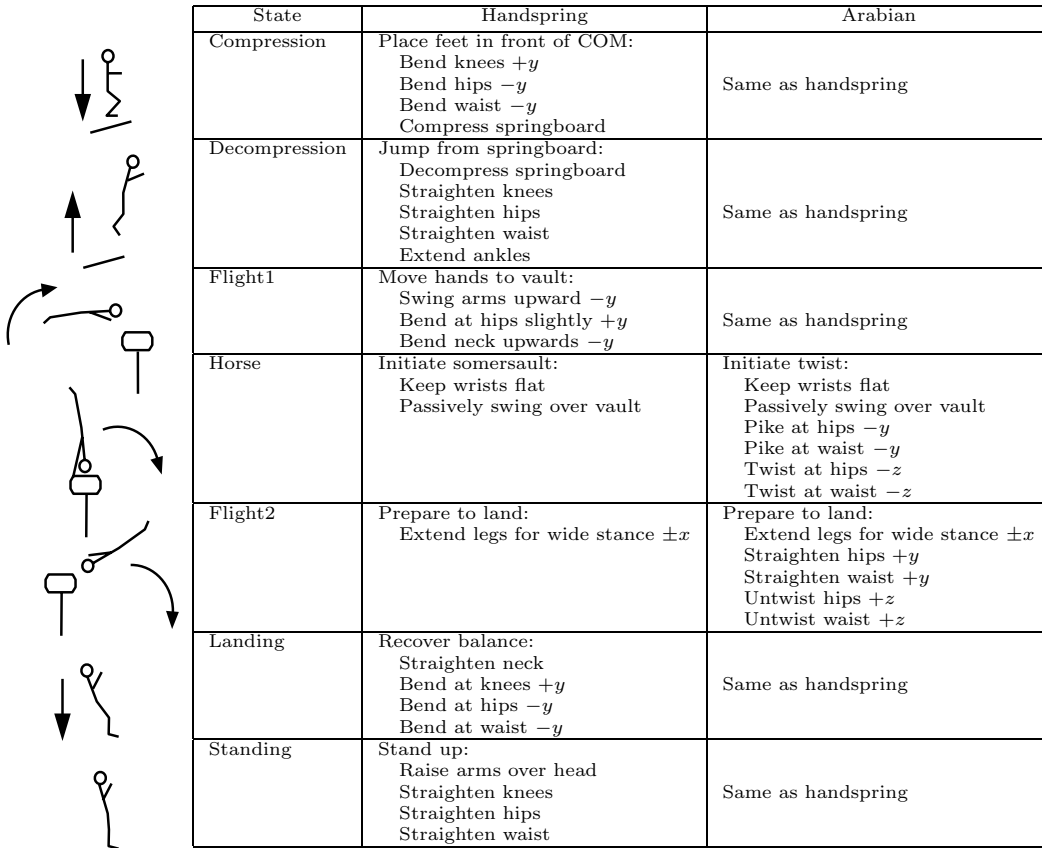 State Handspring Arabian
Compression Place feet in front of COM:
Bend knees +y
Bend hips −y
Bend waist −y
Compress springboard
Same as handspring
Decompression Jump from springboard:
Decompress springboard
Straighten knees
Straighten hips
Straighten waist
Extend ankles
Same as handspring
Flight1 Move hands to vault:
Swing arms upward −y
Bend at hips slightly +y
Bend neck upwards −y
Same as handspring
Horse Initiate somersault:
Keep wrists flat
Passively swing over vault
Initiate twist:
Keep wrists flat
Passively swing over vault
Pike at hips −y
Pike at waist −y
Twist at hips −z
Twist at waist −z
Flight2 Prepare to land:
Extend legs for wide stance ±x
Prepare to land:
Extend legs for wide stance ±x
Straighten hips +y
Straighten waist +y
Untwist hips +z
Untwist waist +z
Landing Recover balance:
Straighten neck
Bend at knees +y
Bend at hips −y
Bend at waist −y
Same as handspring
Standing Stand up:
Raise arms over head
Straighten knees
Straighten hips
Straighten waist
Same as handspring